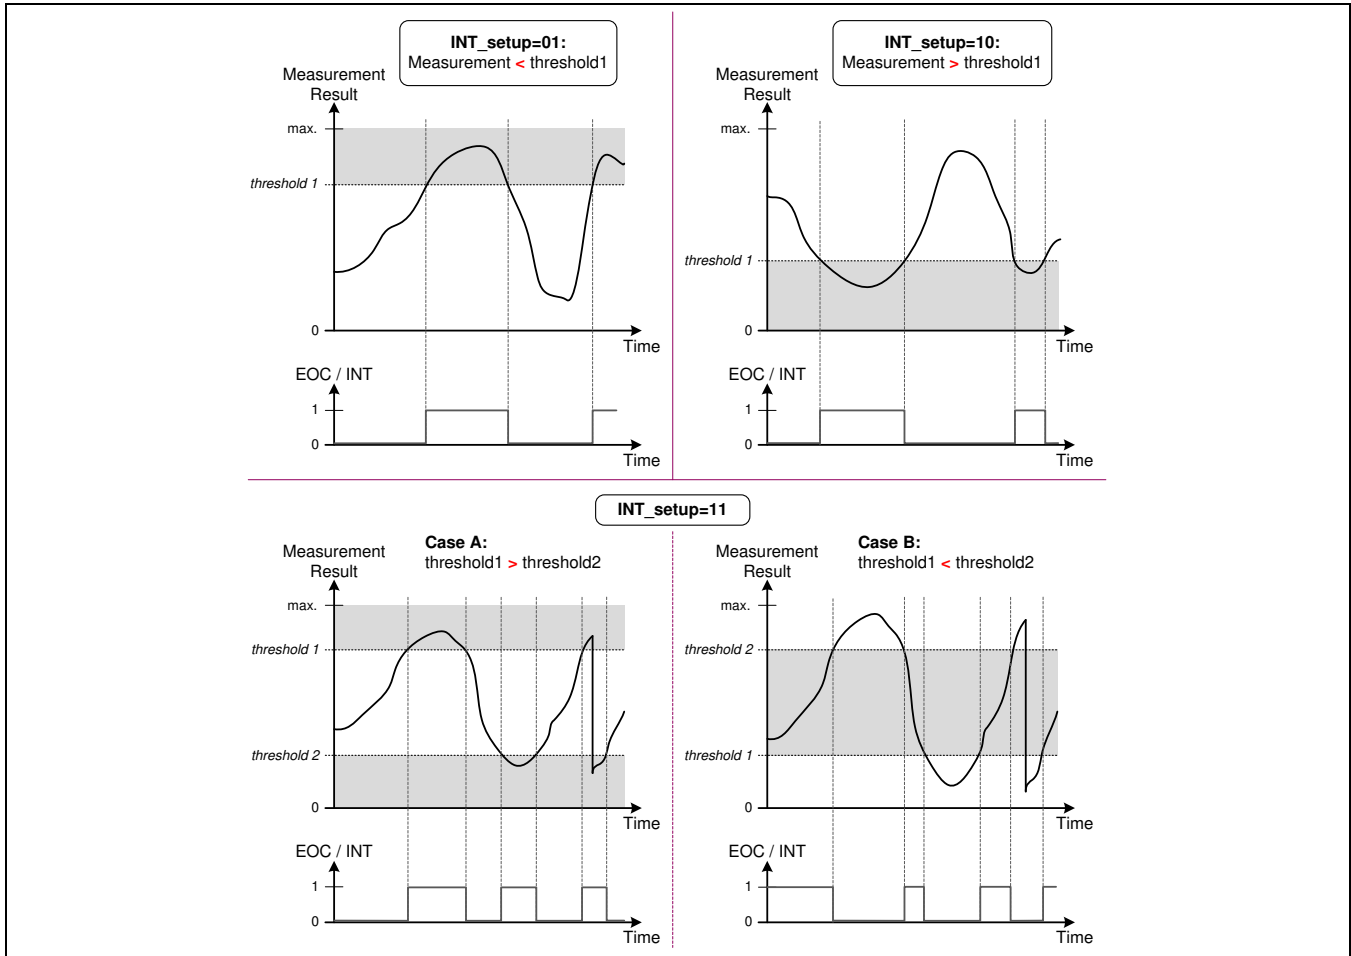 INT_setup=01:
Measurement < threshold1
Measurement
Result
max.
threshold 1
0
Time
EOC / INT
1
0
Time
INT_setup=10:
Measurement > threshold1
Measurement
Result
max.
threshold 1
0
Time
EOC / INT
1
0
Time
INT_setup=11
Case A:
threshold1 > threshold2
Measurement
Result
max.
threshold 1
threshold 2
0
Time
EOC / INT
1
0
Time
Case B:
threshold1 < threshold2
Measurement
Result
max.
threshold 2
threshold 1
0
Time
EOC / INT
1
0
Time